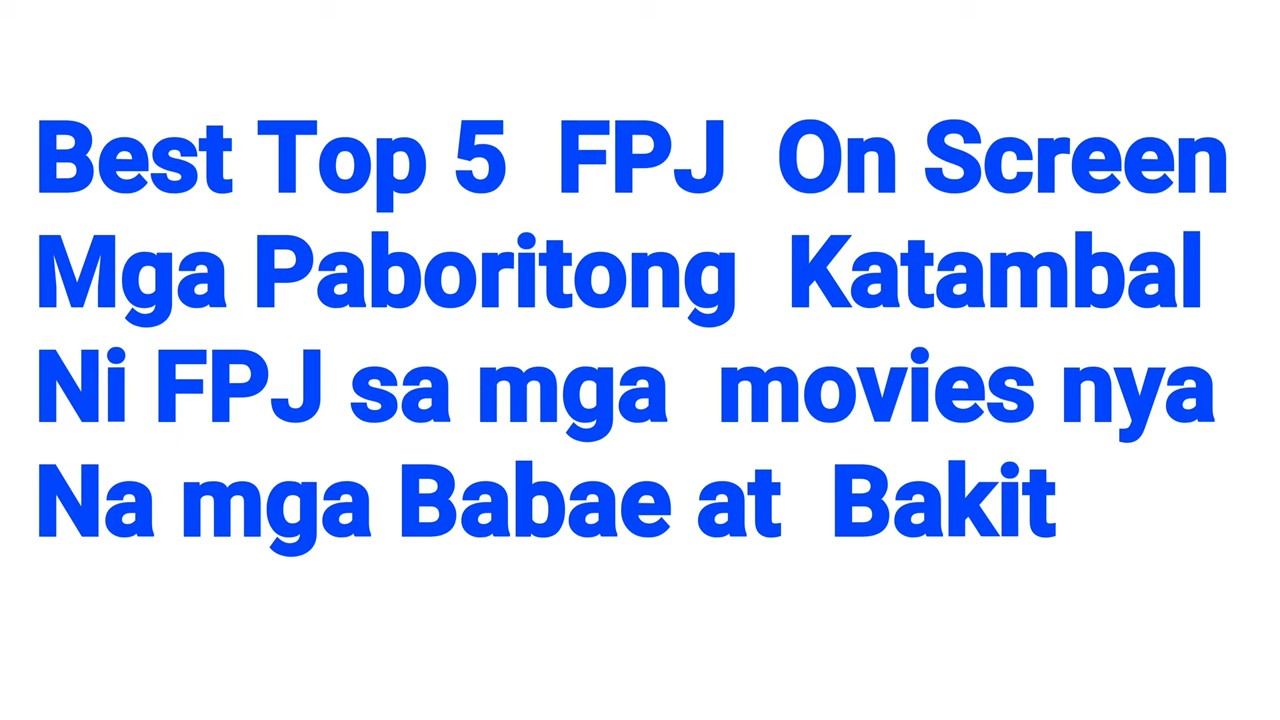 Best Top 5 FPJ On Screen
Mga Paboritong Katambal
Ni FPJ sa mga movies nya
Na mga Babae at Bakit